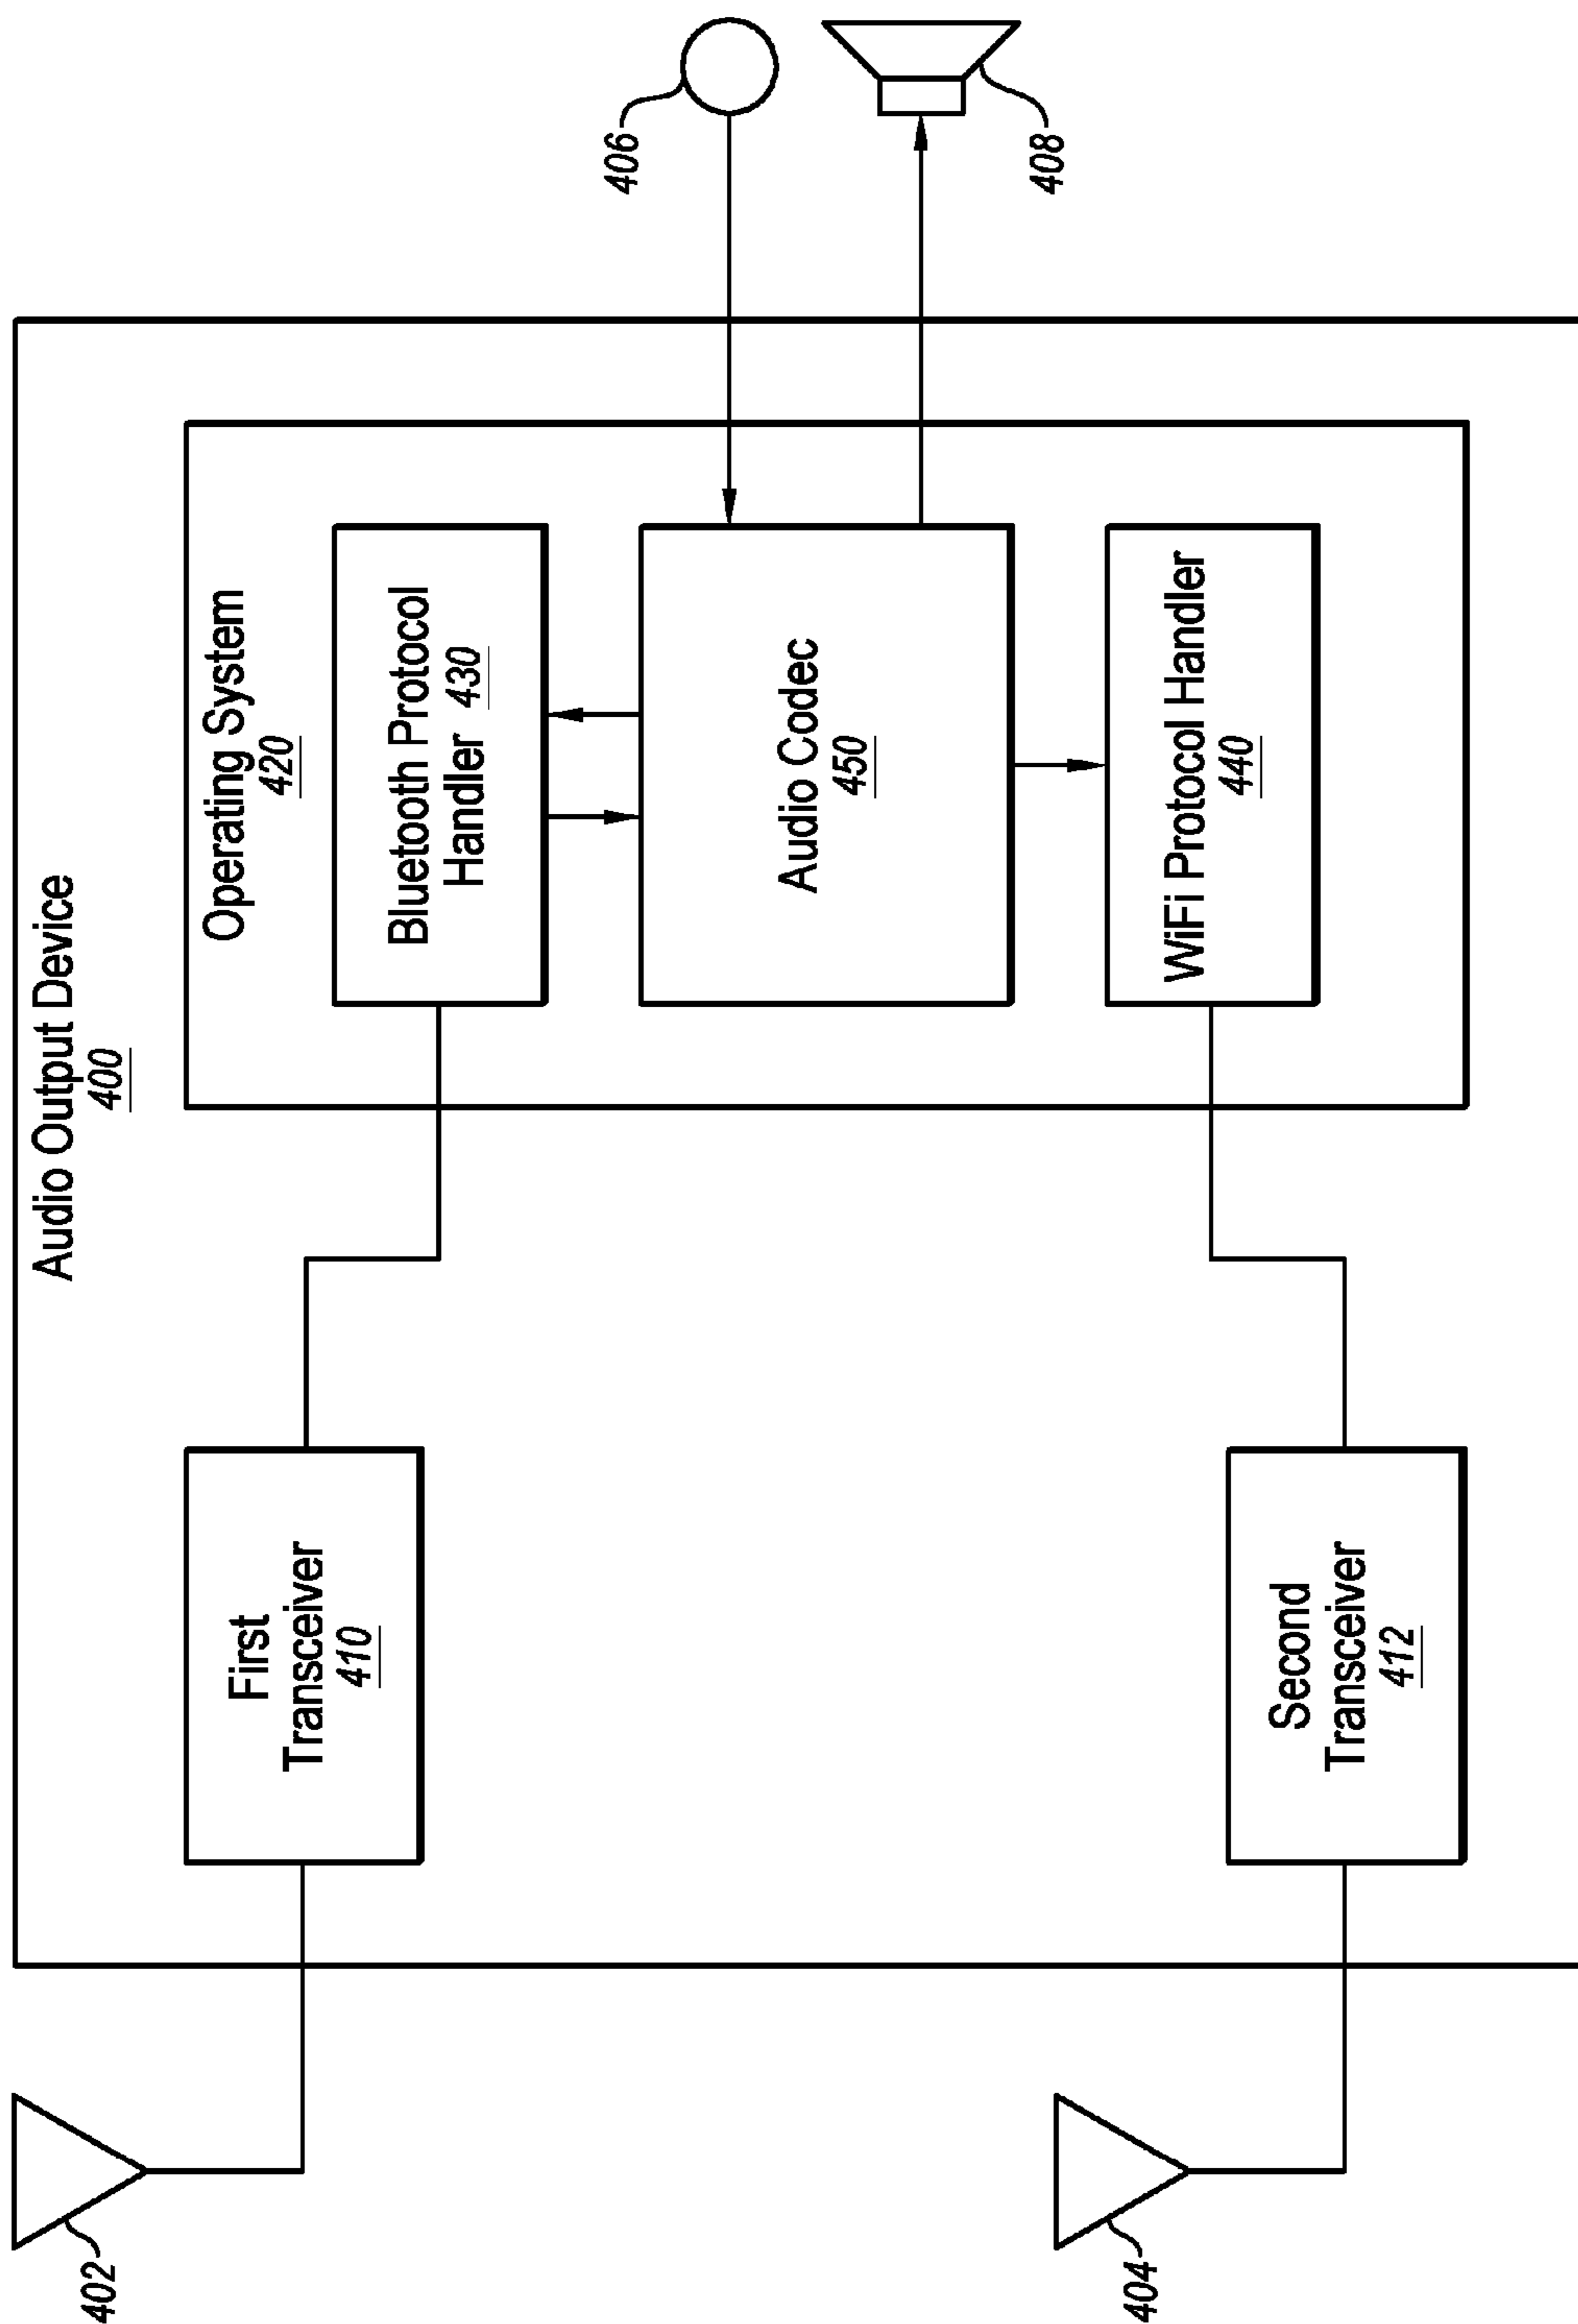 Audio Output Device
400
402
First
Transceiver
410
Operating System
420
Bluetooth Protocol
Handler 430
Audio Codec
450
WiFi Protocol Handler
440
406
408
404
Second
Transceiver
412